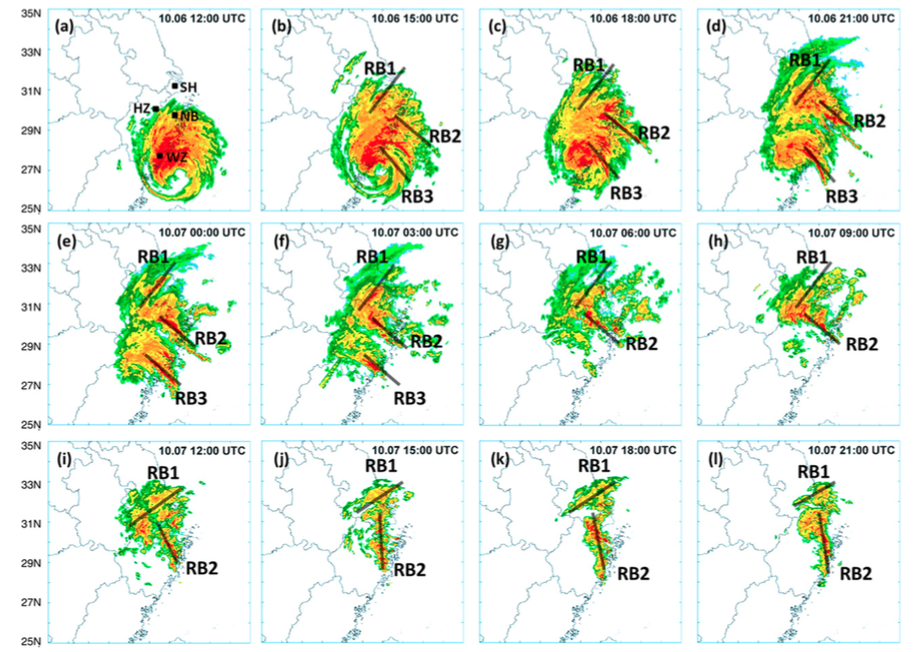 35N
33N
31N
29N
27N
25N
(a) 10.06 12:00 UTC
SH
HZ
NB
WZ
(b) 10.06 15:00 UTC
RB1
RB2
RB3
(c) 10.06 18:00 UTC
RB1
RB2
RB3
(d) 10.06 21:00 UTC
RB1
RB2
RB3
35N
33N
31N
29N
27N
25N
(e) 10.07 00:00 UTC
RB1
RB2
RB3
(f) 10.07 03:00 UTC
RB1
RB2
(g) 10.07 06:00 UTC
RB1
RB2
(h) 10.07 09:00 UTC
RB1
RB2
35N
33N
31N
29N
27N
25N
(i) 10.07 12:00 UTC
RB1
RB2
(j) 10.07 15:00 UTC
RB1
RB2
(k) 10.07 18:00 UTC
RB1
RB2
(l) 10.07 21:00 UTC
RB1
RB2